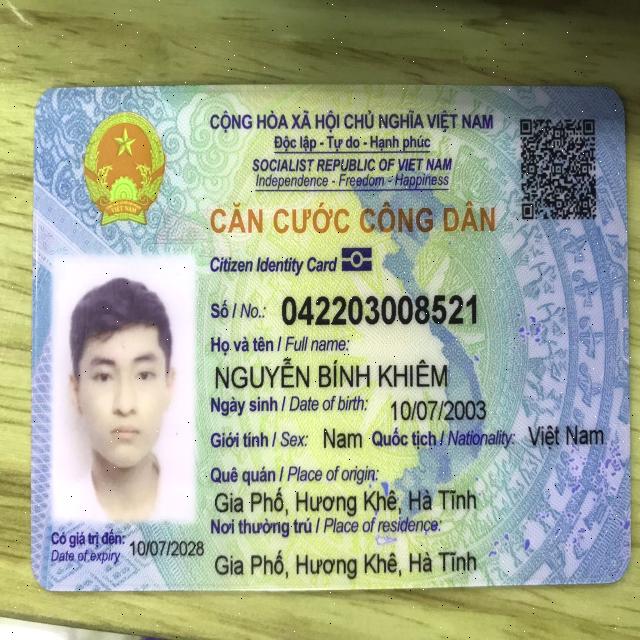 CỘNG HÒA XÃ HỘI CHỦ NGHĨA VIỆT NAM
Độc lập - Tự do - Hạnh phúc
SOCIALIST REPUBLIC OF VIET NAM
Independence - Freedom - Happiness
CĂN CƯỚC CÔNG DÂN
Citizen Identity Card
Số / No.: 042203008521
Họ và tên / Full name:
NGUYỄN BÍNH KHIÊM
Ngày sinh / Date of birth: 10/07/2003
Giới tính / Sex: Nam Quốc tịch / Nationality: Việt Nam
Quê quán / Place of origin:
Gia Phố, Hương Khê, Hà Tĩnh
Nơi thường trú / Place of residence:
Gia Phố, Hương Khê, Hà Tĩnh
Có giá trị đến: 10/07/2028
Date of expiry
VIỆT NAM